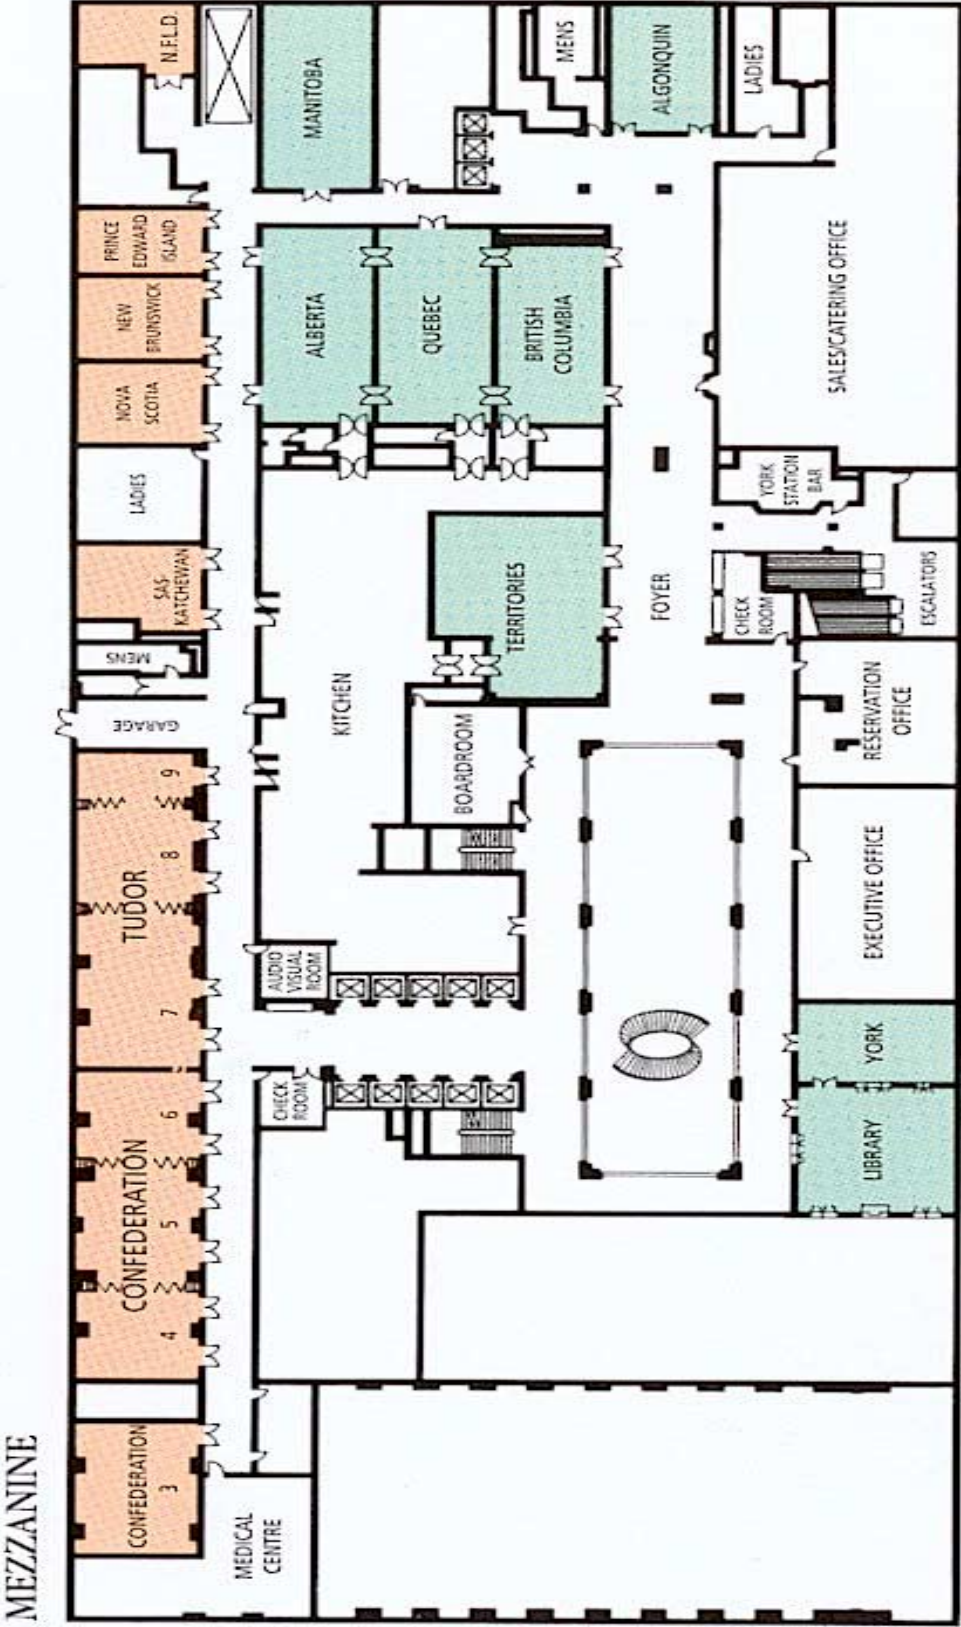 MEZZANINE
CONFEDERATION
3
MEDICAL
CENTRE
CONFEDERATION
4
5
6
TUDOR
7
8
9
GARAGE
MENS
SAS-
KATCHEWAN
LADIES
NOVA
SCOTIA
NEW
BRUNSWICK
PRINCE
EDWARD
ISLAND
N.F.L.D.
CHECK
ROOM
AUDIO
VISUAL
ROOM
KITCHEN
BOARDROOM
TERRITORIES
ALBERTA
QUEBEC
BRITISH
COLUMBIA
MANITOBA
MENS
ALGONQUIN
LADIES
FOYER
SALES/CATERING OFFICE
YORK
STATION
BAR
CHECK
ROOM
ESCALATORS
RESERVATION
OFFICE
EXECUTIVE OFFICE
YORK
LIBRARY